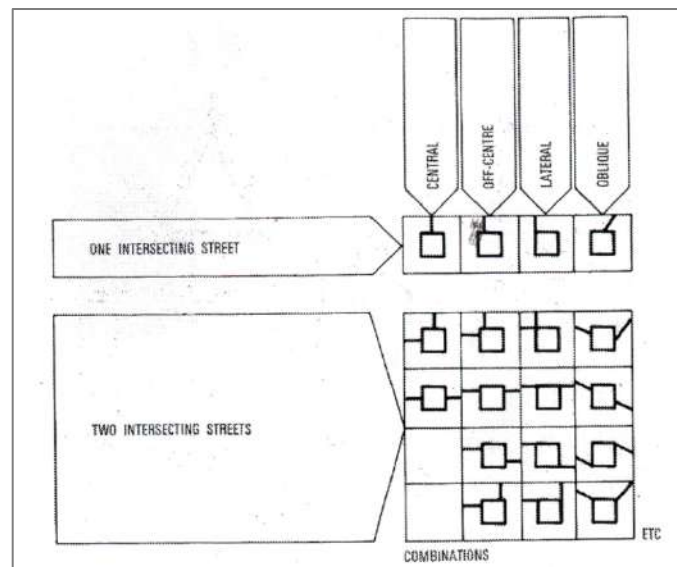 CENTRAL
OFF-CENTRE
LATERAL
OBLIQUE
ONE INTERSECTING STREET
TWO INTERSECTING STREETS
ETC
COMBINATIONS